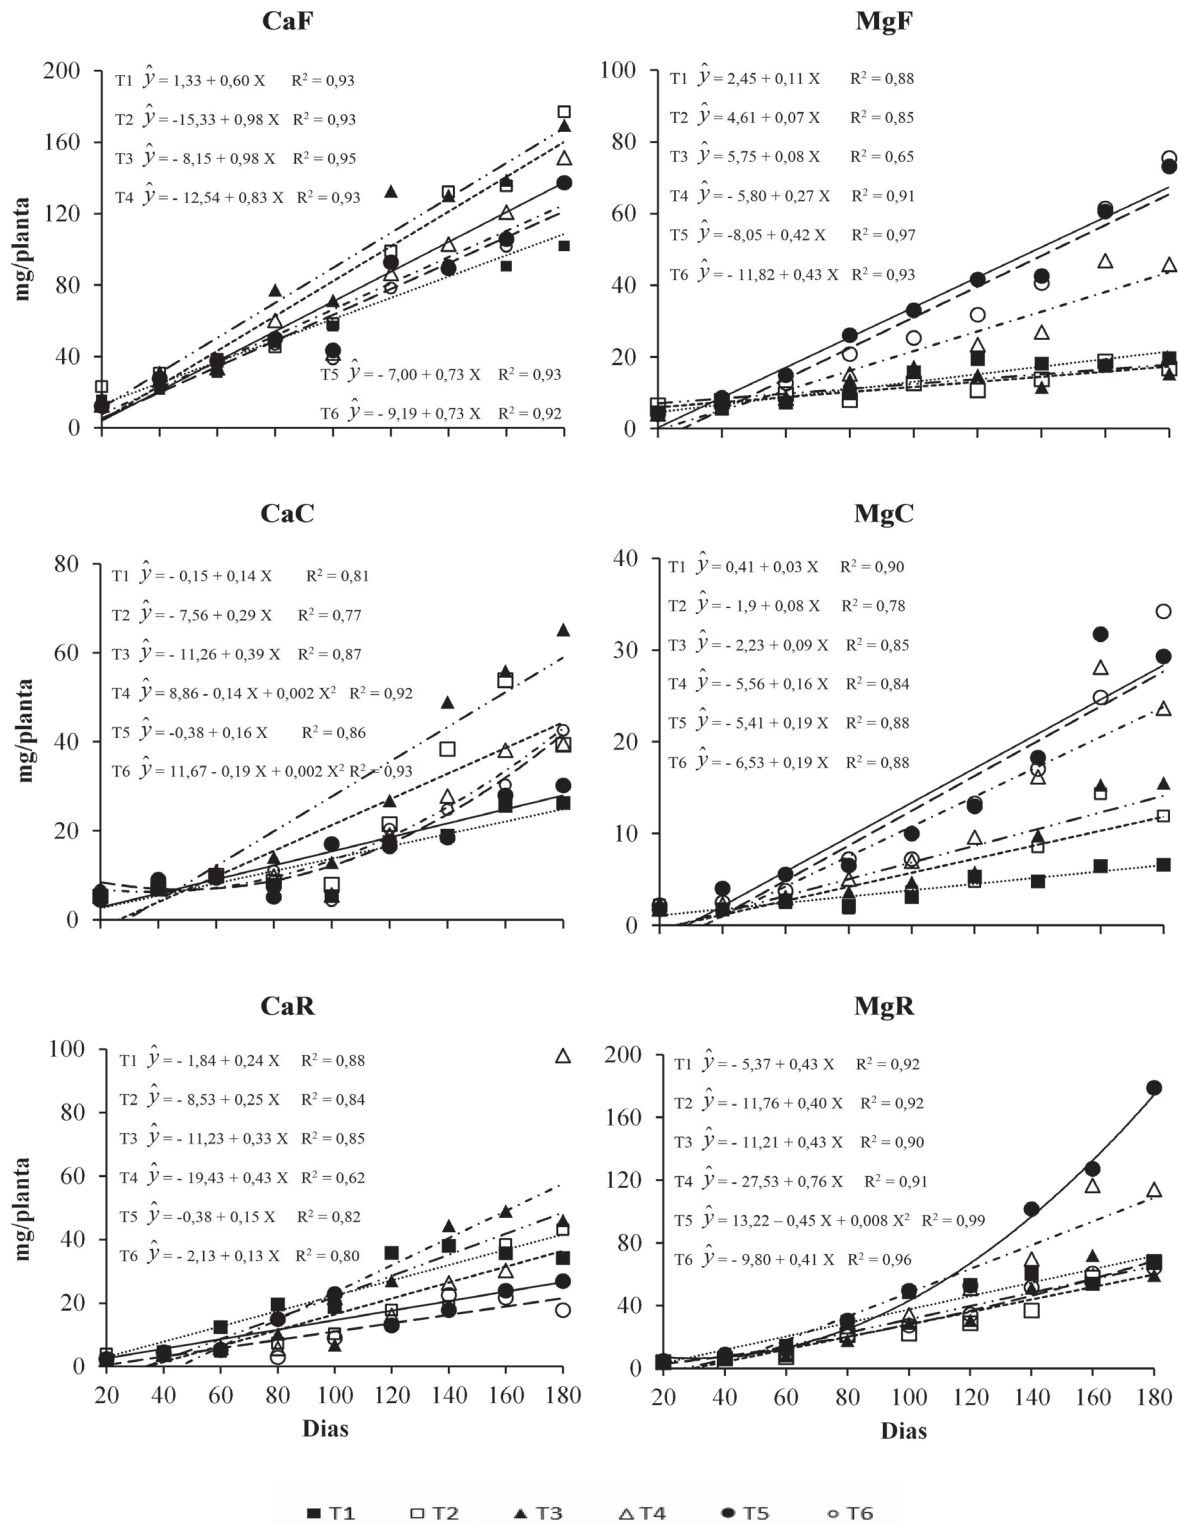 CaF
200
160
120
80
40
0
mg/planta
T1 ŷ = 1,33 + 0,60 X R² = 0,93
T2 ŷ = -15,33 + 0,98 X R² = 0,93
T3 ŷ = - 8,15 + 0,98 X R² = 0,95
T4 ŷ = - 12,54 + 0,83 X R² = 0,93
T5 ŷ = - 7,00 + 0,73 X R² = 0,93
T6 ŷ = - 9,19 + 0,73 X R² = 0,92
MgF
100
80
60
40
20
0
T1 ŷ = 2,45 + 0,11 X R² = 0,88
T2 ŷ = 4,61 + 0,07 X R² = 0,85
T3 ŷ = 5,75 + 0,08 X R² = 0,65
T4 ŷ = - 5,80 + 0,27 X R² = 0,91
T5 ŷ = -8,05 + 0,42 X R² = 0,97
T6 ŷ = - 11,82 + 0,43 X R² = 0,93
CaC
80
60
40
20
0
mg/planta
T1 ŷ = - 0,15 + 0,14 X R² = 0,81
T2 ŷ = - 7,56 + 0,29 X R² = 0,77
T3 ŷ = - 11,26 + 0,39 X R² = 0,87
T4 ŷ = 8,86 - 0,14 X + 0,002 X² R² = 0,92
T5 ŷ = -0,38 + 0,16 X R² = 0,86
T6 ŷ = 11,67 - 0,19 X + 0,002 X² R² = 0,93
MgC
40
30
20
10
0
T1 ŷ = 0,41 + 0,03 X R² = 0,90
T2 ŷ = - 1,9 + 0,08 X R² = 0,78
T3 ŷ = - 2,23 + 0,09 X R² = 0,85
T4 ŷ = - 5,56 + 0,16 X R² = 0,84
T5 ŷ = - 5,41 + 0,19 X R² = 0,88
T6 ŷ = - 6,53 + 0,19 X R² = 0,88
CaR
100
80
60
40
20
0
mg/planta
T1 ŷ = - 1,84 + 0,24 X R² = 0,88
T2 ŷ = - 8,53 + 0,25 X R² = 0,84
T3 ŷ = - 11,23 + 0,33 X R² = 0,85
T4 ŷ = - 19,43 + 0,43 X R² = 0,62
T5 ŷ = -0,38 + 0,15 X R² = 0,82
T6 ŷ = - 2,13 + 0,13 X R² = 0,80
20 40 60 80 100 120 140 160 180
Dias
MgR
200
160
120
80
40
0
T1 ŷ = - 5,37 + 0,43 X R² = 0,92
T2 ŷ = - 11,76 + 0,40 X R² = 0,92
T3 ŷ = - 11,21 + 0,43 X R² = 0,90
T4 ŷ = - 27,53 + 0,76 X R² = 0,91
T5 ŷ = 13,22 – 0,45 X + 0,008 X² R² = 0,99
T6 ŷ = - 9,80 + 0,41 X R² = 0,96
20 40 60 80 100 120 140 160 180
Dias
T1 T2 T3 T4 T5 T6